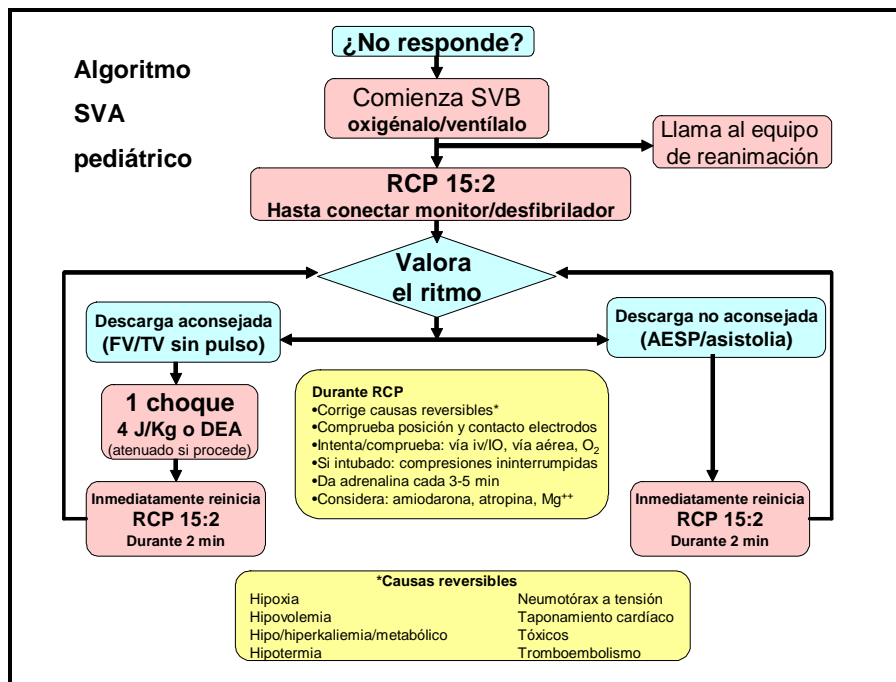 Algoritmo
SVA
pediátrico
¿No responde?
Comienza SVB
oxigénalo/ventílalo
Llama al equipo
de reanimación
RCP 15:2
Hasta conectar monitor/desfibrilador
Valora
el ritmo
Descarga aconsejada
(FV/TV sin pulso)
Descarga no aconsejada
(AESP/asistolia)
1 choque
4 J/Kg o DEA
(atenuado si procede)
Inmediatamente reinicia
RCP 15:2
Durante 2 min
Durante RCP
•Corrige causas reversibles*
•Comprueba posición y contacto electrodos
•Intenta/comprueba: vía iv/IO, vía aérea, O₂
•Si intubado: compresiones ininterrumpidas
•Da adrenalina cada 3-5 min
•Considera: amiodarona, atropina, Mg⁺⁺
Inmediatamente reinicia
RCP 15:2
Durante 2 min
*Causas reversibles
Hipoxia
Hipovolemia
Hipo/hiperkaliemia/metabólico
Hipotermia
Neumotórax a tensión
Taponamiento cardíaco
Tóxicos
Tromboembolismo